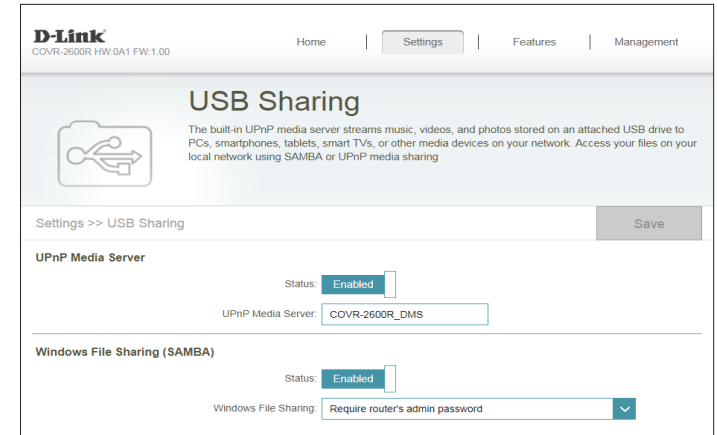 D-Link
COVR-2600R HW:0A1 FW:1.00
Home | Settings | Features | Management
USB Sharing
The built-in UPnP media server streams music, videos, and photos stored on an attached USB drive to
PCs, smartphones, tablets, smart TVs, or other media devices on your network. Access your files on your
local network using SAMBA or UPnP media sharing
Settings >> USB Sharing
Save
UPnP Media Server
Status: Enabled
UPnP Media Server: COVR-2600R_DMS
Windows File Sharing (SAMBA)
Status: Enabled
Windows File Sharing: Require router's admin password